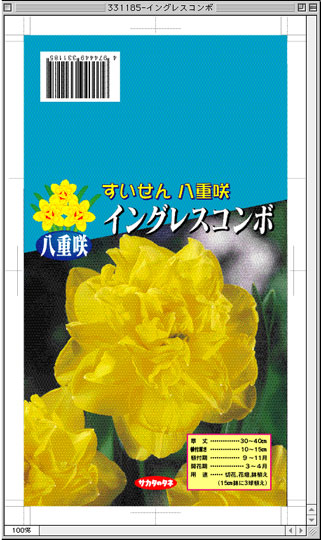 331185-イングレスコンボ
4 974449 331185
すいせん 八重咲
イングレスコンボ
八重咲
草丈……………30〜40cm
植付深さ……………10〜15cm
植付期……………9〜11月
開花期……………3〜4月
用途……切花、花壇、鉢植え
(15cm鉢に3球植え)
サカタのタネ
100%